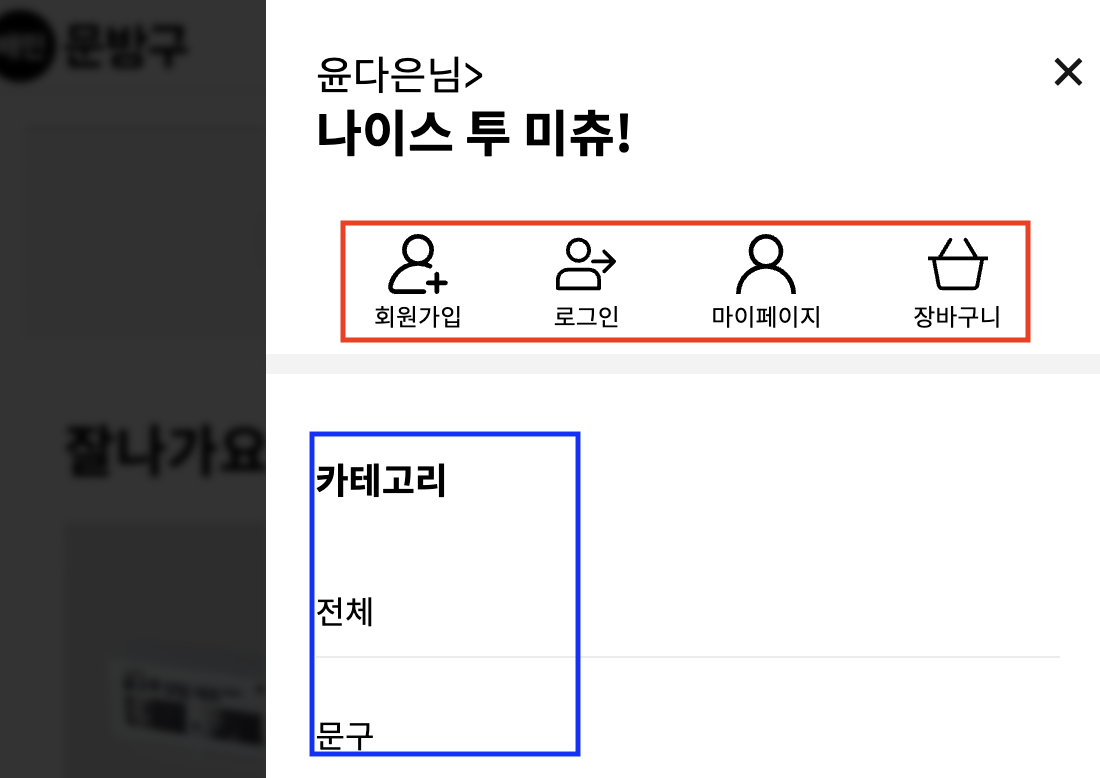 문방구
윤다은님>
나이스 투 미츄!
회원가입 로그인 마이페이지 장바구니
잘나가요
카테고리
전체
문구